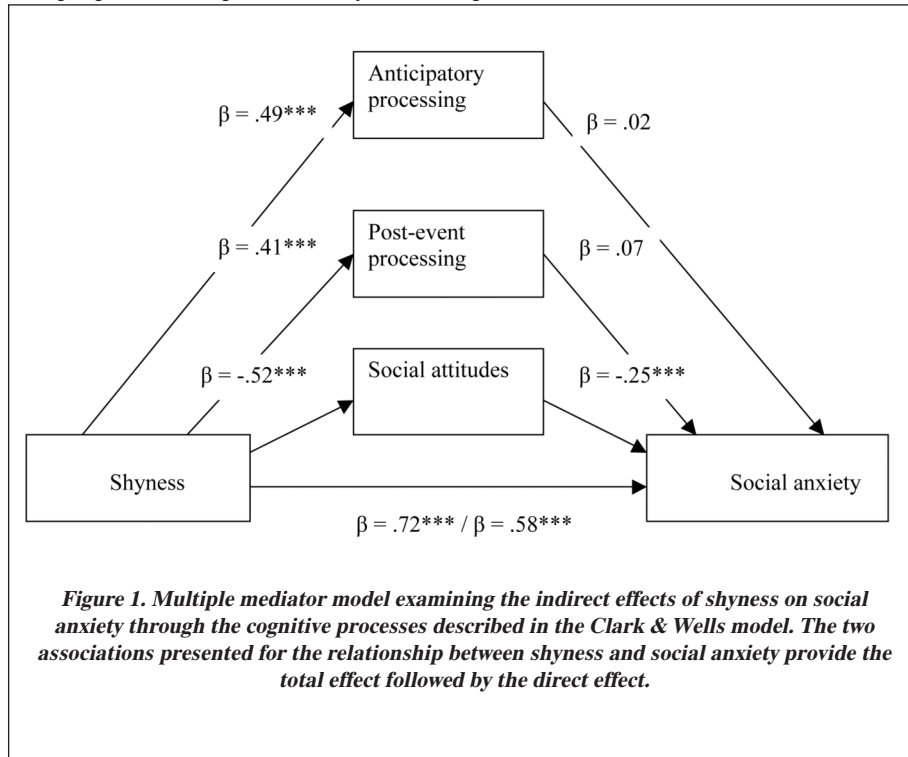 Anticipatory
processing
β = .49***
β = .02
Post-event
processing
β = .41***
β = .07
Social attitudes
β = -.52***
β = -.25***
Shyness
Social anxiety
β = .72*** / β = .58***
Figure 1. Multiple mediator model examining the indirect effects of shyness on social
anxiety through the cognitive processes described in the Clark & Wells model. The two
associations presented for the relationship between shyness and social anxiety provide the
total effect followed by the direct effect.